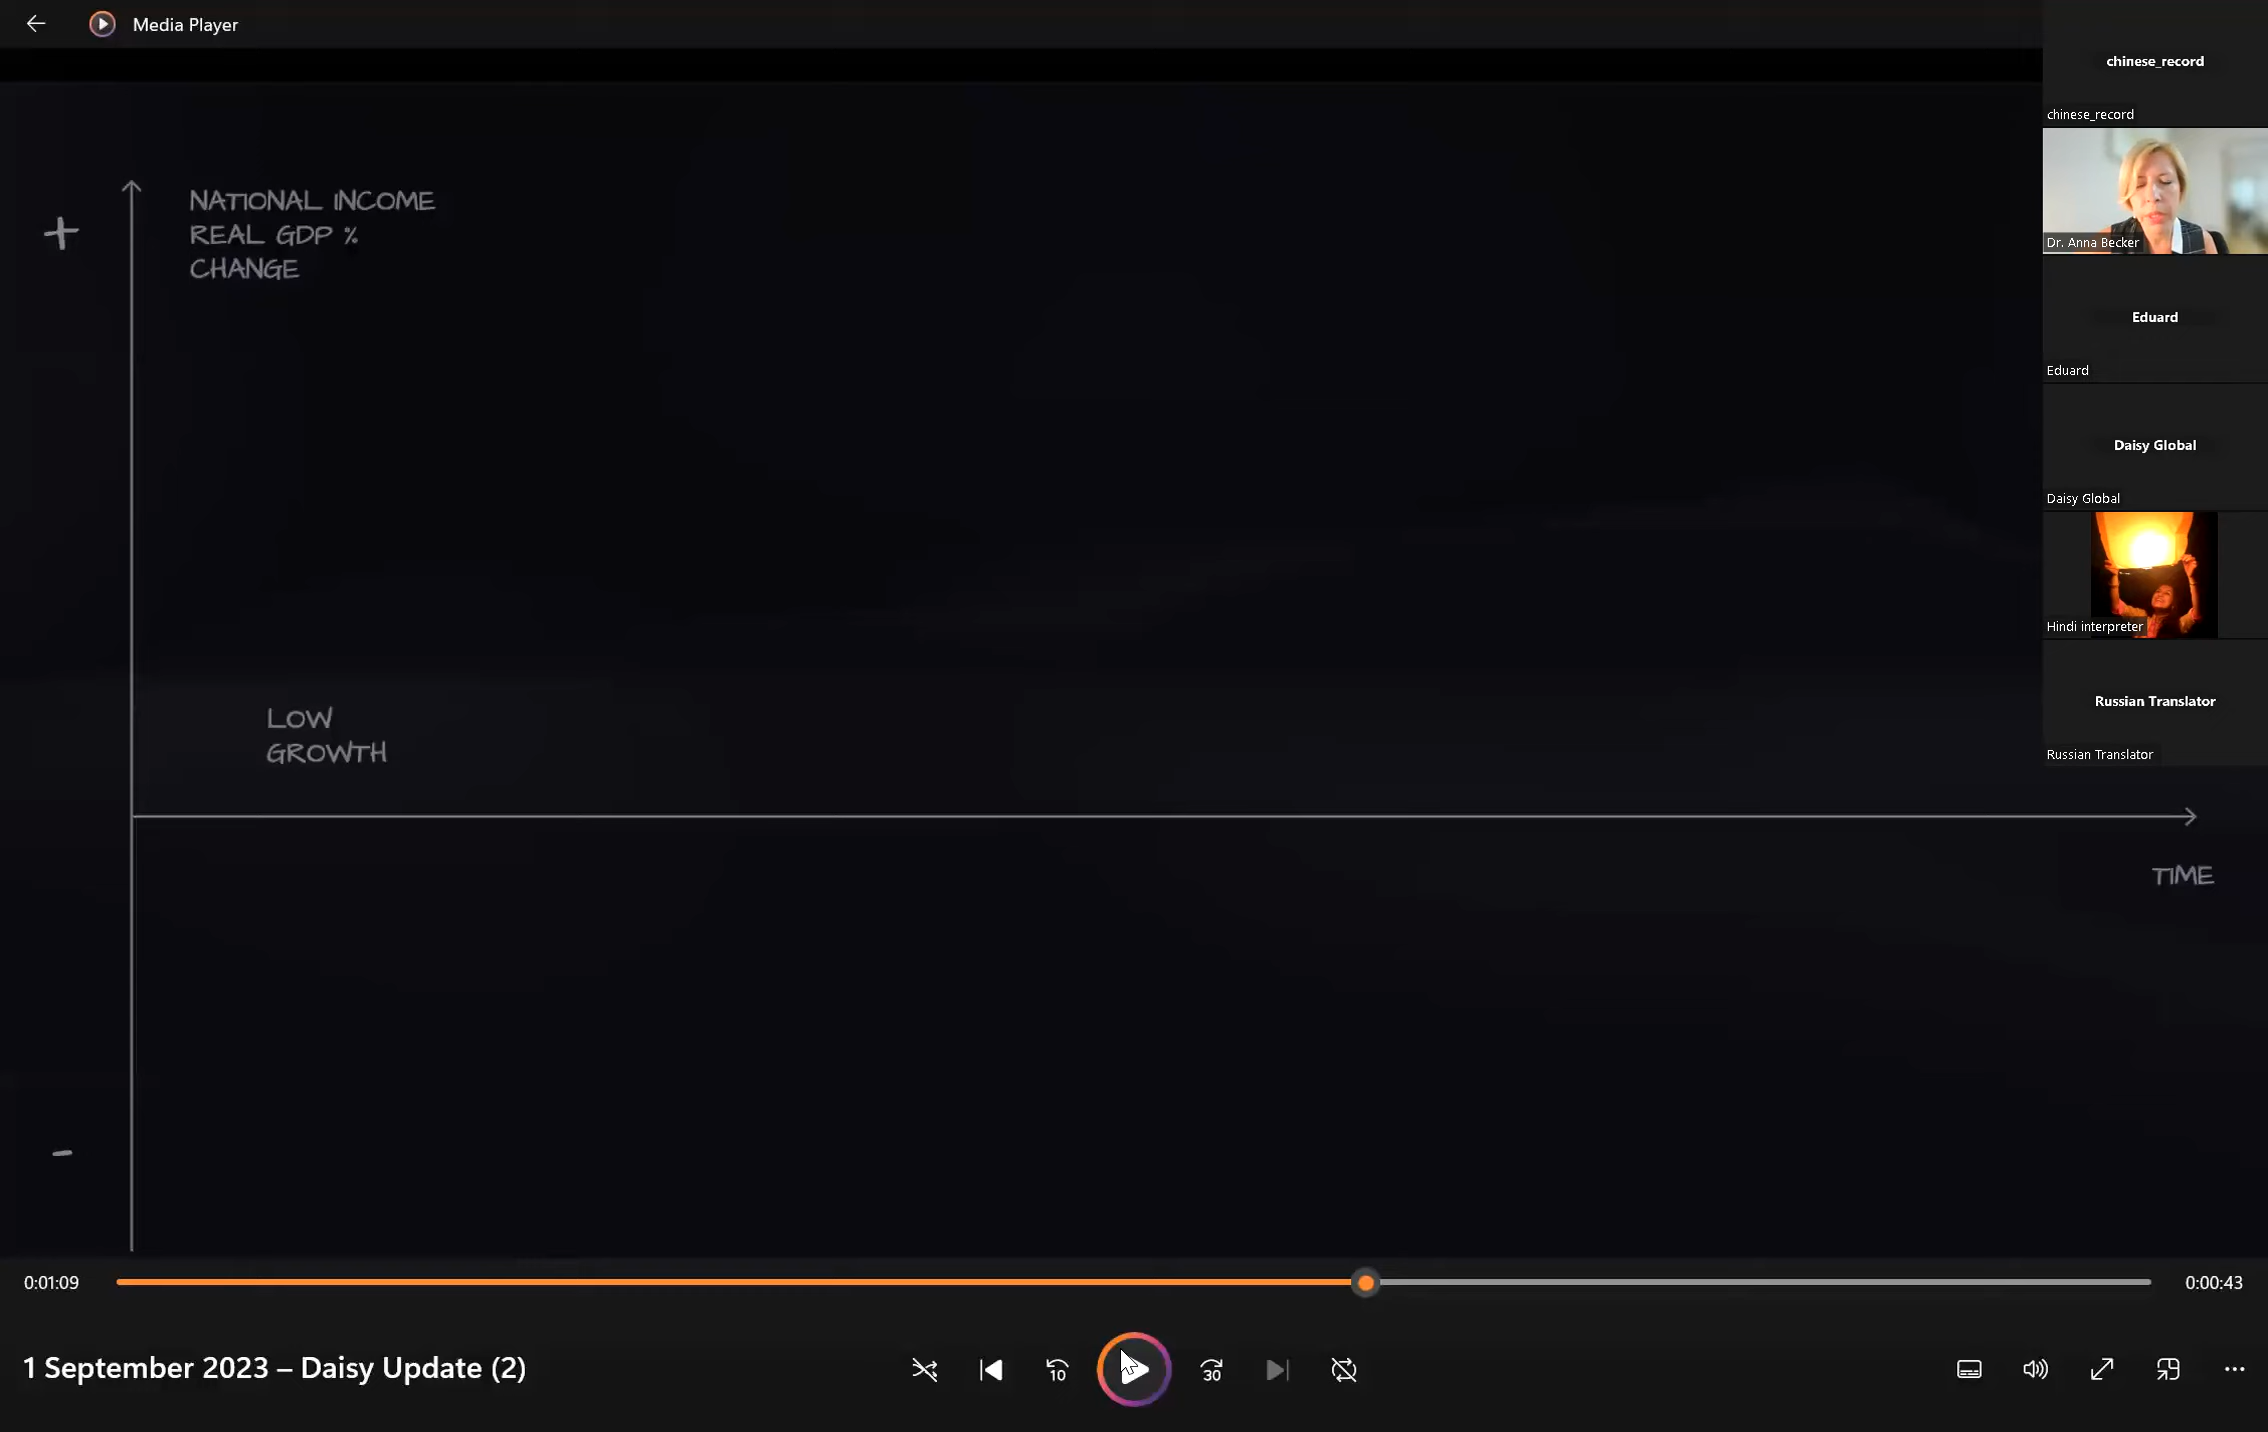 Media Player
+
NATIONAL INCOME
REAL GDP %
CHANGE
LOW
GROWTH
TIME
-
chinese_record
chinese_record
Dr. Anna Becker
Eduard
Eduard
Daisy Global
Daisy Global
Hindi interpreter
Russian Translator
Russian Translator
0:01:09
0:00:43
1 September 2023 – Daisy Update (2)
10
30